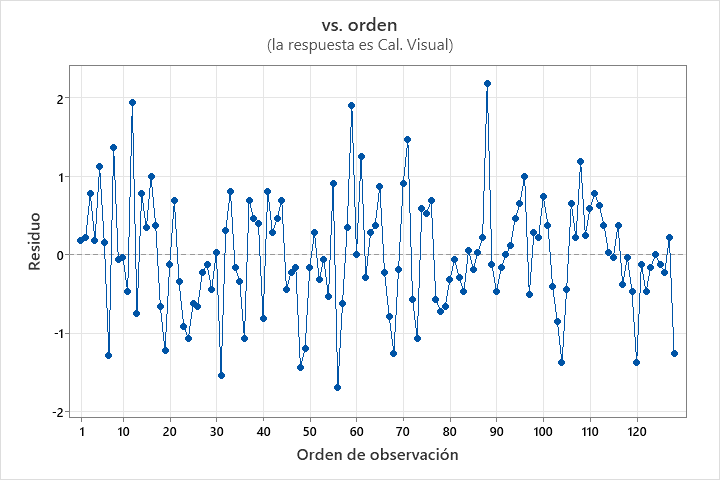 vs. orden
(la respuesta es Cal. Visual)
2
1
0
-1
-2
Residuo
1 10 20 30 40 50 60 70 80 90 100 110 120
Orden de observación